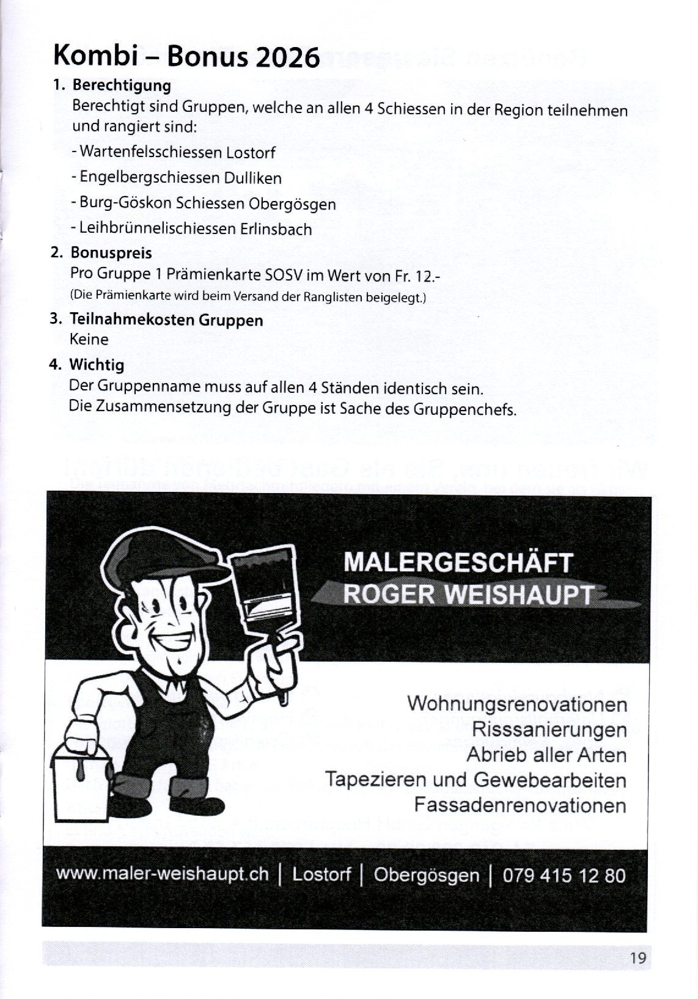 Kombi – Bonus 2026
1. Berechtigung
Berechtigt sind Gruppen, welche an allen 4 Schiessen in der Region teilnehmen
und rangiert sind:
- Wartenfelsschiessen Lostorf
- Engelbergschiessen Dulliken
- Burg-Göskon Schiessen Obergösgen
- Leihbrünnelischiessen Erlinsbach
2. Bonuspreis
Pro Gruppe 1 Prämienkarte SOSV im Wert von Fr. 12.-
(Die Prämienkarte wird beim Versand der Ranglisten beigelegt.)
3. Teilnahmekosten Gruppen
Keine
4. Wichtig
Der Gruppenname muss auf allen 4 Ständen identisch sein.
Die Zusammensetzung der Gruppe ist Sache des Gruppenchefs.
MALERGESCHÄFT
ROGER WEISHAUPT
Wohnungsrenovationen
Risssanierungen
Abrieb aller Arten
Tapezieren und Gewebearbeiten
Fassadenrenovationen
www.maler-weishaupt.ch | Lostorf | Obergösgen | 079 415 12 80
19